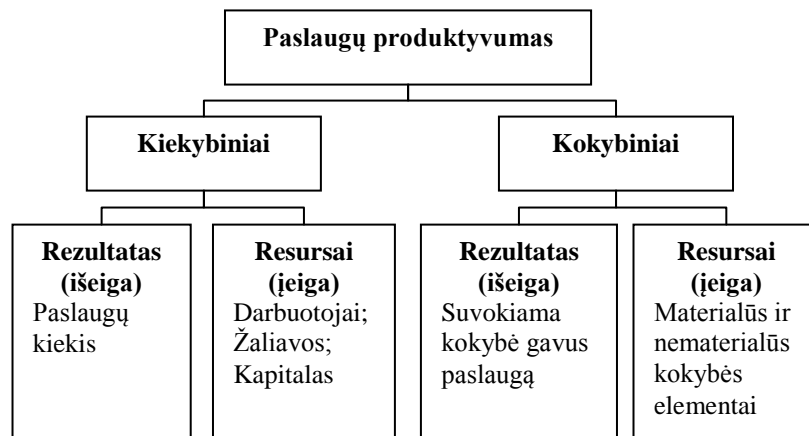 Paslaugų produktyvumas
Kiekybiniai
Kokybiniai
Rezultatas
(išeiga)
Paslaugų
kiekis
Resursai
(įeiga)
Darbuotojai;
Žaliavos;
Kapitalas
Rezultatas
(išeiga)
Suvokiama
kokybė gavus
paslaugą
Resursai
(įeiga)
Materialūs ir
nematerialūs
kokybės
elementai